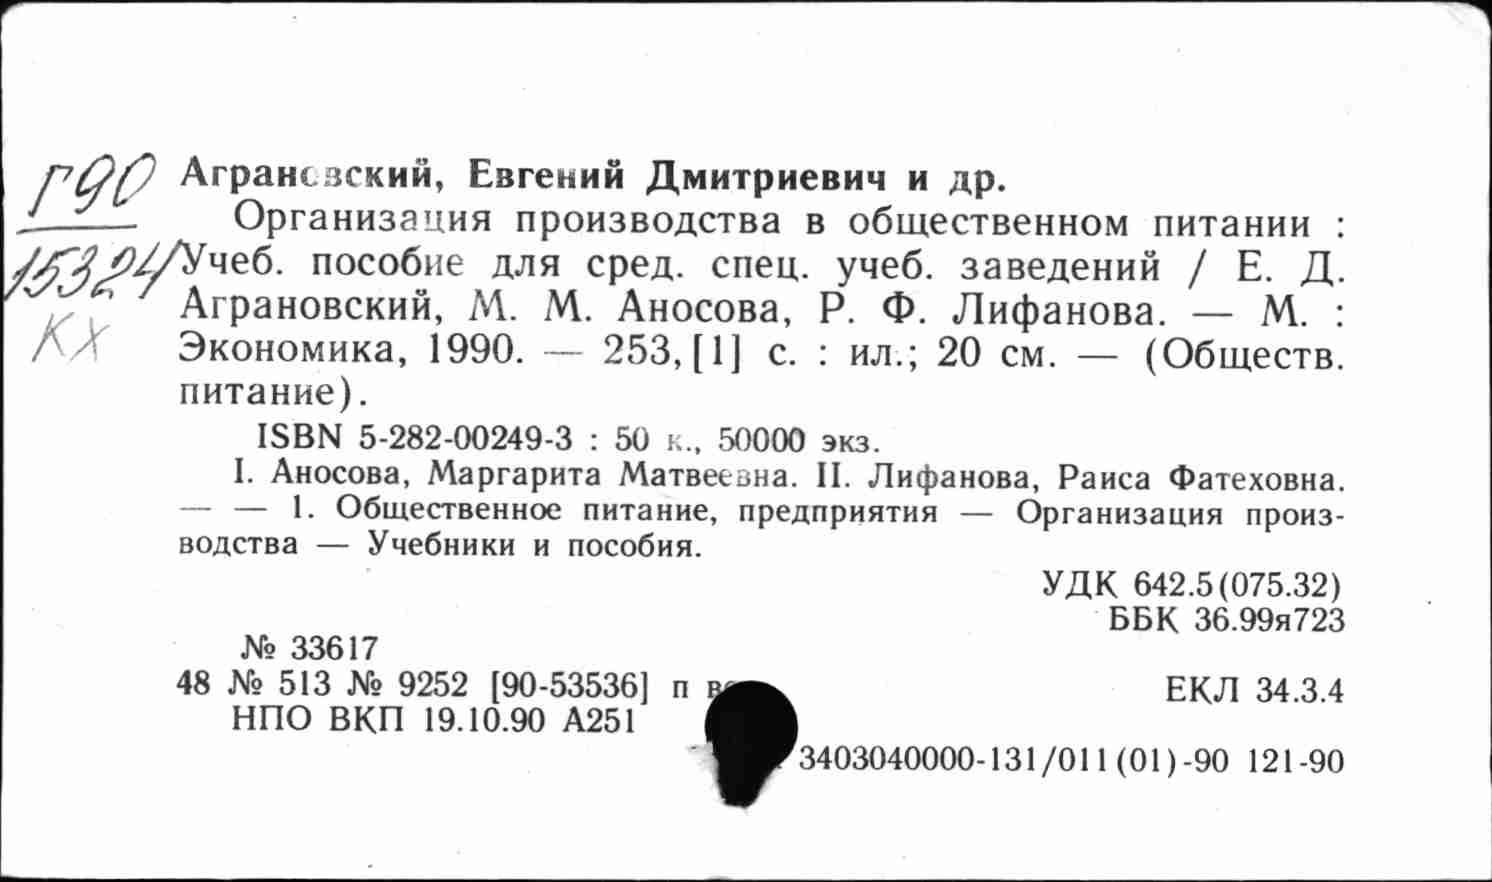 Г90
15324
КХ
Аграновский, Евгений Дмитриевич и др.
Организация производства в общественном питании :
Учеб. пособие для сред. спец. учеб. заведений / Е. Д.
Аграновский, М. М. Аносова, Р. Ф. Лифанова. — М. :
Экономика, 1990. — 253, [1] с. : ил.; 20 см. — (Обществ.
питание).
ISBN 5-282-00249-3 : 50 к., 50000 экз.
I. Аносова, Маргарита Матвеевна. II. Лифанова, Раиса Фатеховна.
— — 1. Общественное питание, предприятия — Организация произ-
водства — Учебники и пособия.
УДК 642.5(075.32)
ББК 36.99я723
№ 33617
48 № 513 № 9252 [90-53536] п
ЕКЛ 34.3.4
НПО ВКП 19.10.90 А251
3403040000-131/011(01)-90 121-90